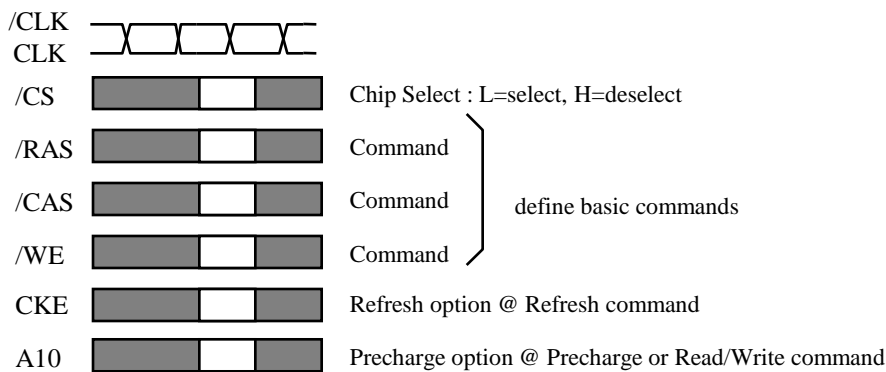 /CLK
CLK
/CS Chip Select : L=select, H=deselect
/RAS Command
/CAS Command define basic commands
/WE Command
CKE Refresh option @ Refresh command
A10 Precharge option @ Precharge or Read/Write command